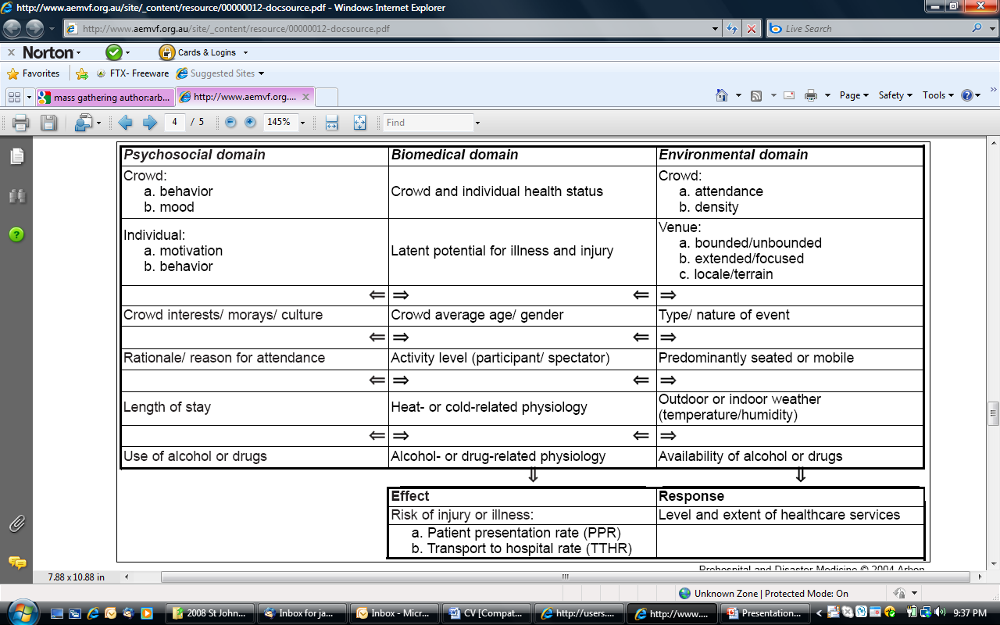 http://www.aemvf.org.au/site/_content/resource/00000012-docsource.pdf - Windows Internet Explorer
http://www.aemvf.org.au/site/_content/resource/00000012-docsource.pdf
Live Search
x Norton
Cards & Logins
Favorites
FTX- Freeware
Suggested Sites
mass gathering author:arb...
http://www.aemvf.org....
Page
Safety
Tools
4 / 5
145%
Find
Psychosocial domain
Biomedical domain
Environmental domain
Crowd:
a. behavior
b. mood
Crowd and individual health status
Crowd:
a. attendance
b. density
Individual:
a. motivation
b. behavior
Latent potential for illness and injury
Venue:
a. bounded/unbounded
b. extended/focused
c. locale/terrain
⇐ ⇒ ⇐ ⇒
Crowd interests/ morays/ culture
Crowd average age/ gender
Type/ nature of event
⇐ ⇒ ⇐ ⇒
Rationale/ reason for attendance
Activity level (participant/ spectator)
Predominantly seated or mobile
⇐ ⇒ ⇐ ⇒
Length of stay
Heat- or cold-related physiology
Outdoor or indoor weather
(temperature/humidity)
⇐ ⇒ ⇐ ⇒
Use of alcohol or drugs
Alcohol- or drug-related physiology
Availability of alcohol or drugs
⇓ ⇓
Effect
Response
Risk of injury or illness:
Level and extent of healthcare services
a. Patient presentation rate (PPR)
b. Transport to hospital rate (TTHR)
Prehospital and Disaster Medicine © 2004 Arbon
7.88 x 10.88 in
Unknown Zone | Protected Mode: On
2008 St John...
Inbox for ja...
Inbox - Micr...
CV [Compat...
http://users....
http://www....
Presentation...
9:37 PM